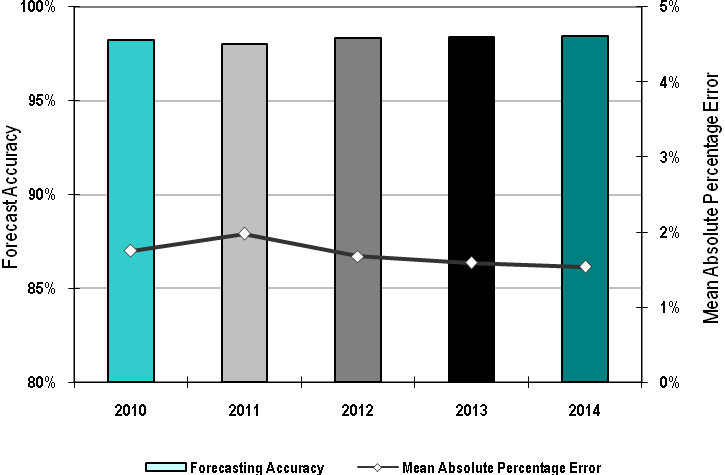 100%
95%
90%
85%
80%
Forecast Accuracy
5%
4%
3%
2%
1%
0%
Mean Absolute Percentage Error
2010 2011 2012 2013 2014
Forecasting Accuracy Mean Absolute Percentage Error